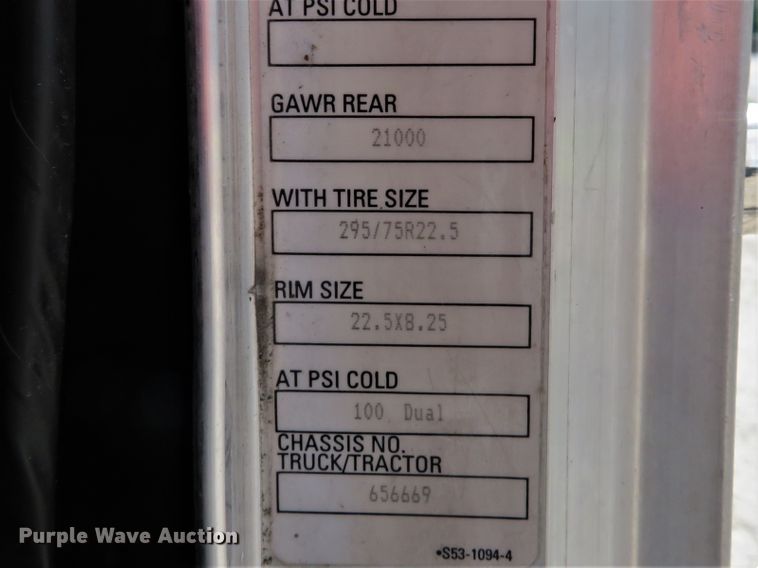 AT PSI COLD
GAWR REAR
21000
WITH TIRE SIZE
295/75R22.5
RIM SIZE
22.5X8.25
AT PSI COLD
100 Dual
CHASSIS NO.
TRUCK/TRACTOR
656669
•S53-1094-4
Purple Wave Auction